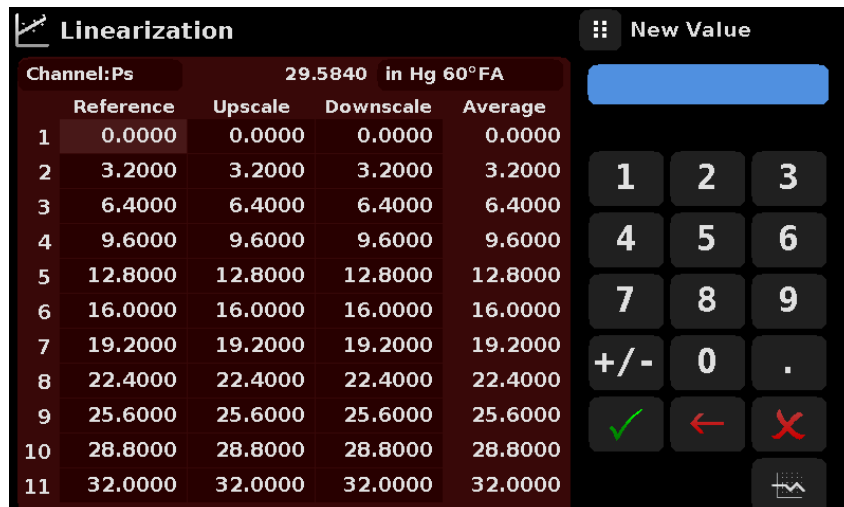 Linearization
Channel:Ps 29.5840 in Hg 60°FA
Reference Upscale Downscale Average
1 0.0000 0.0000 0.0000 0.0000
2 3.2000 3.2000 3.2000 3.2000
3 6.4000 6.4000 6.4000 6.4000
4 9.6000 9.6000 9.6000 9.6000
5 12.8000 12.8000 12.8000 12.8000
6 16.0000 16.0000 16.0000 16.0000
7 19.2000 19.2000 19.2000 19.2000
8 22.4000 22.4000 22.4000 22.4000
9 25.6000 25.6000 25.6000 25.6000
10 28.8000 28.8000 28.8000 28.8000
11 32.0000 32.0000 32.0000 32.0000
New Value
1 2 3
4 5 6
7 8 9
+/- 0 .